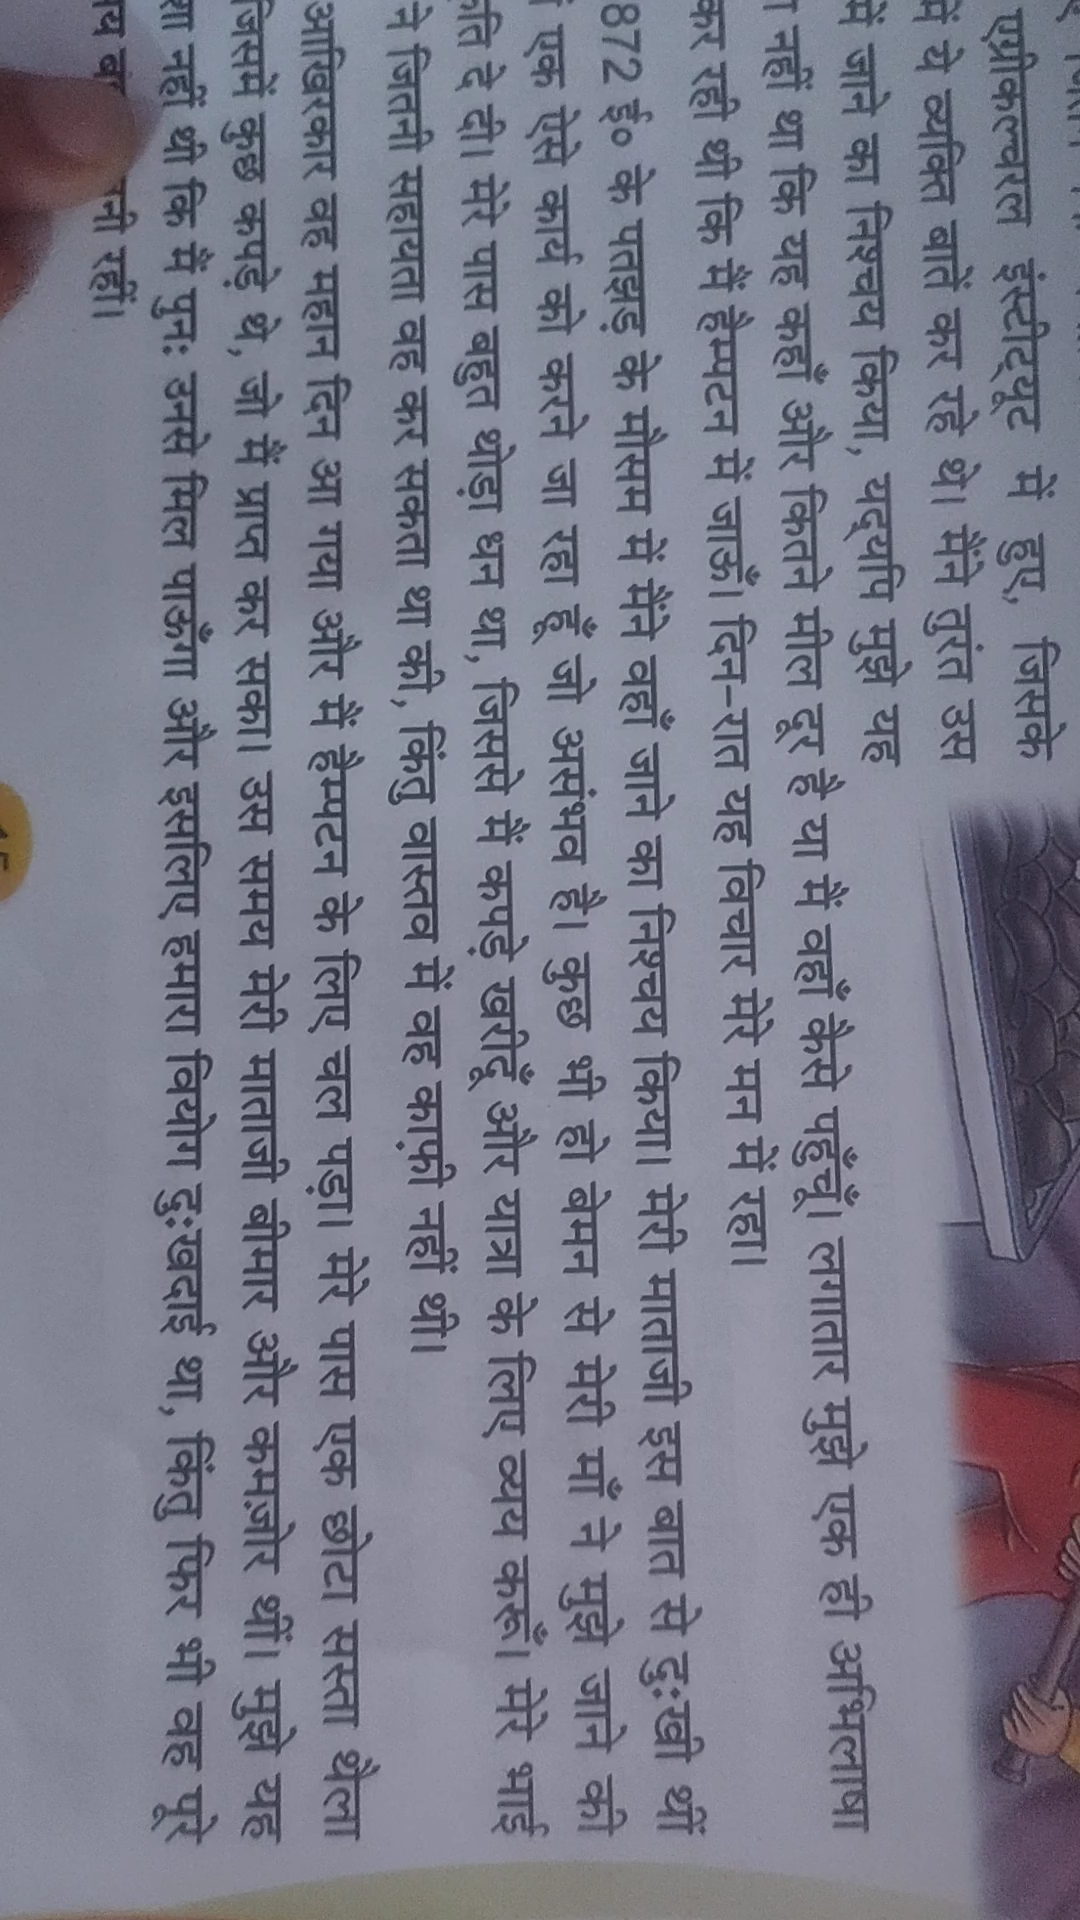 एग्रीकल्चरल इंस्टीट्यूट में हुए, जिसके
में ये व्यक्ति बातें कर रहे थे। मैंने तुरंत उस
में जाने का निश्चय किया, यद्यपि मुझे यह
नहीं था कि यह कहाँ और कितने मील दूर है या मैं वहाँ कैसे पहुँचूँ। लगातार मुझे एक ही अभिलाषा
कर रही थी कि मैं हैम्पटन में जाऊँ। दिन-रात यह विचार मेरे मन में रहा।
872 ई० के पतझड़ के मौसम में मैंने वहाँ जाने का निश्चय किया। मेरी माताजी इस बात से दुःखी थीं
एक ऐसे कार्य को करने जा रहा हूँ जो असंभव है। कुछ भी हो बेमन से मेरी माँ ने मुझे जाने की
दे दी। मेरे पास बहुत थोड़ा धन था, जिससे मैं कपड़े खरीदूँ और यात्रा के लिए व्यय करूँ। मेरे भाई
ने जितनी सहायता वह कर सकता था की, किंतु वास्तव में वह काफ़ी नहीं थी।
आखिरकार वह महान दिन आ गया और मैं हैम्पटन के लिए चल पड़ा। मेरे पास एक छोटा सस्ता थैला
जिसमें कुछ कपड़े थे, जो मैं प्राप्त कर सका। उस समय मेरी माताजी बीमार और कमज़ोर थीं। मुझे यह
नहीं थी कि मैं पुनः उनसे मिल पाऊँगा और इसलिए हमारा वियोग दुःखदाई था, किंतु फिर भी वह पूरे
रहीं।